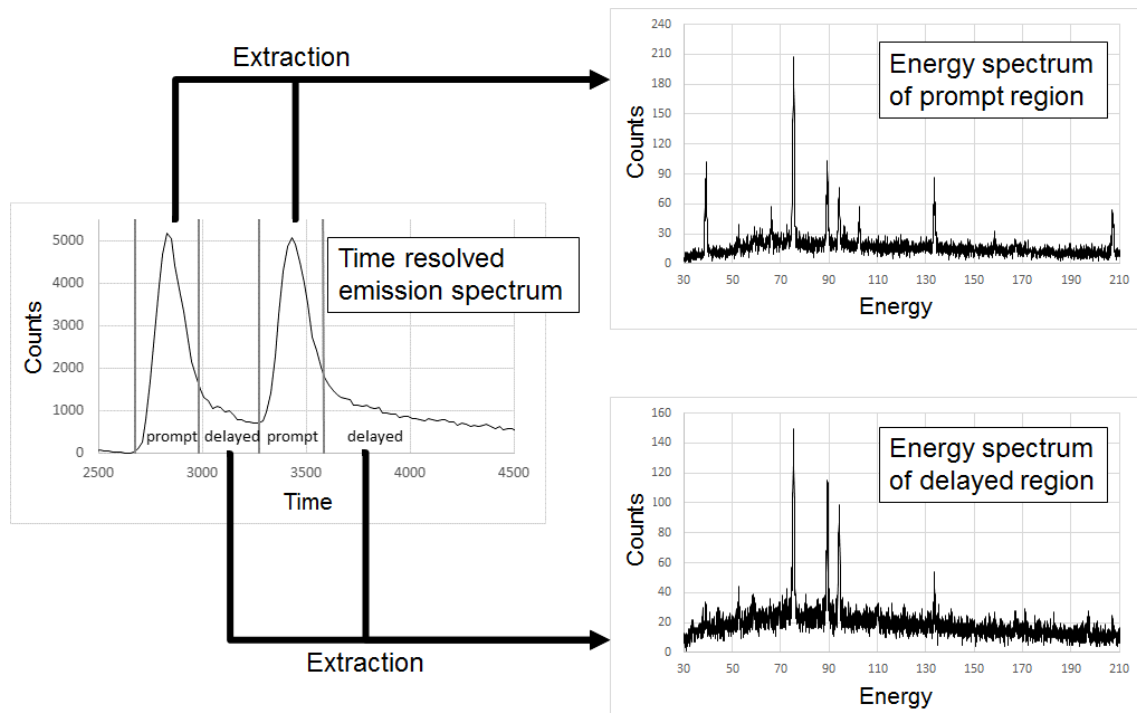 Extraction
240
210
180
150
120
90
60
30
0
Counts
Energy spectrum
of prompt region
30 50 70 90 110 130 150 170 190 210
Energy
5000
4000
3000
2000
1000
0
Counts
Time resolved
emission spectrum
prompt delayed prompt delayed
2500 3000 3500 4000 4500
Time
160
140
120
100
80
60
40
20
0
Counts
Energy spectrum
of delayed region
30 50 70 90 110 130 150 170 190 210
Energy
Extraction